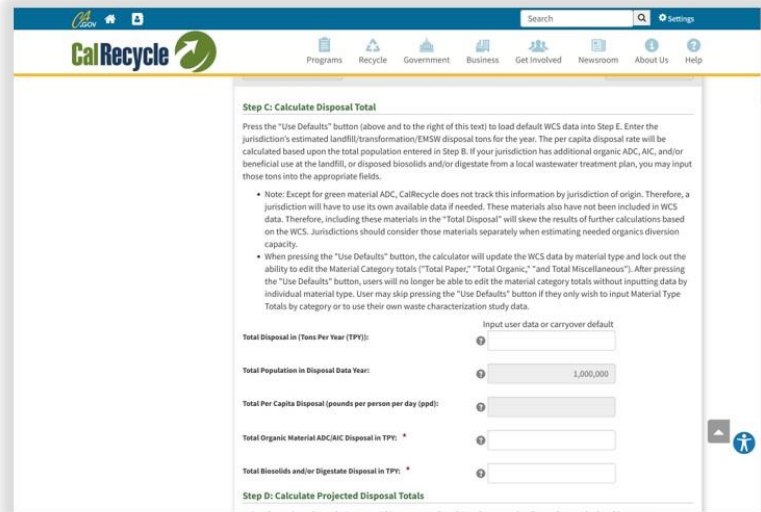 CA.GOV
Search
Settings
CalRecycle
Programs
Recycle
Government
Business
Get Involved
Newsroom
About Us
Help
Step C: Calculate Disposal Total
Press the "Use Defaults" button (above and to the right of this text) to load default WCS data into Step E. Enter the
jurisdiction's estimated landfill/transformation/EMSW disposal tons for the year. The per capita disposal rate will be
calculated based upon the total population entered in Step B. If your jurisdiction has additional organic ADC, AIC, and/or
beneficial use at the landfill, or disposed biosolids and/or digestate from a local wastewater treatment plan, you may input
those tons into the appropriate fields.
• Note: Except for green material ADC, CalRecycle does not track this information by jurisdiction of origin. Therefore, a
jurisdiction will have to use its own available data if needed. These materials also have not been included in WCS
data. Therefore, including these materials in the "Total Disposal" will skew the results of further calculations based
on the WCS. Jurisdictions should consider those materials separately when estimating needed organics diversion
capacity.
• When pressing the "Use Defaults" button, the calculator will update the WCS data by material type and lock out the
ability to edit the Material Category totals ("Total Paper," "Total Organic," "and Total Miscellaneous"). After pressing
the "Use Defaults" button, users will no longer be able to edit the material category totals without inputting data by
individual material type. User may skip pressing the "Use Defaults" button if they only wish to input Material Type
Totals by category or to use their own waste characterization study data.
Input user data or carryover default
Total Disposal in (Tons Per Year (TPY)):
Total Population in Disposal Data Year:
1,000,000
Total Per Capita Disposal (pounds per person per day (ppd):
Total Organic Material ADC/AIC Disposal in TPY: *
Total Biosolids and/or Digestate Disposal in TPY: *
Step D: Calculate Projected Disposal Totals